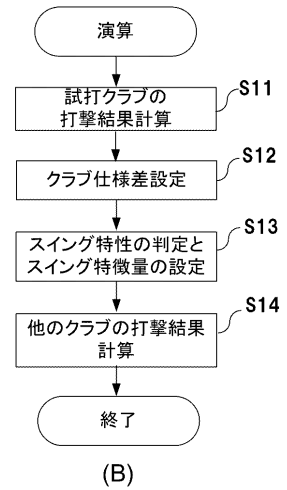 演算
試打クラブの
打撃結果計算
S11
クラブ仕様差設定
S12
スイング特性の判定と
スイング特徴量の設定
S13
他のクラブの打撃結果
計算
S14
終了
(B)